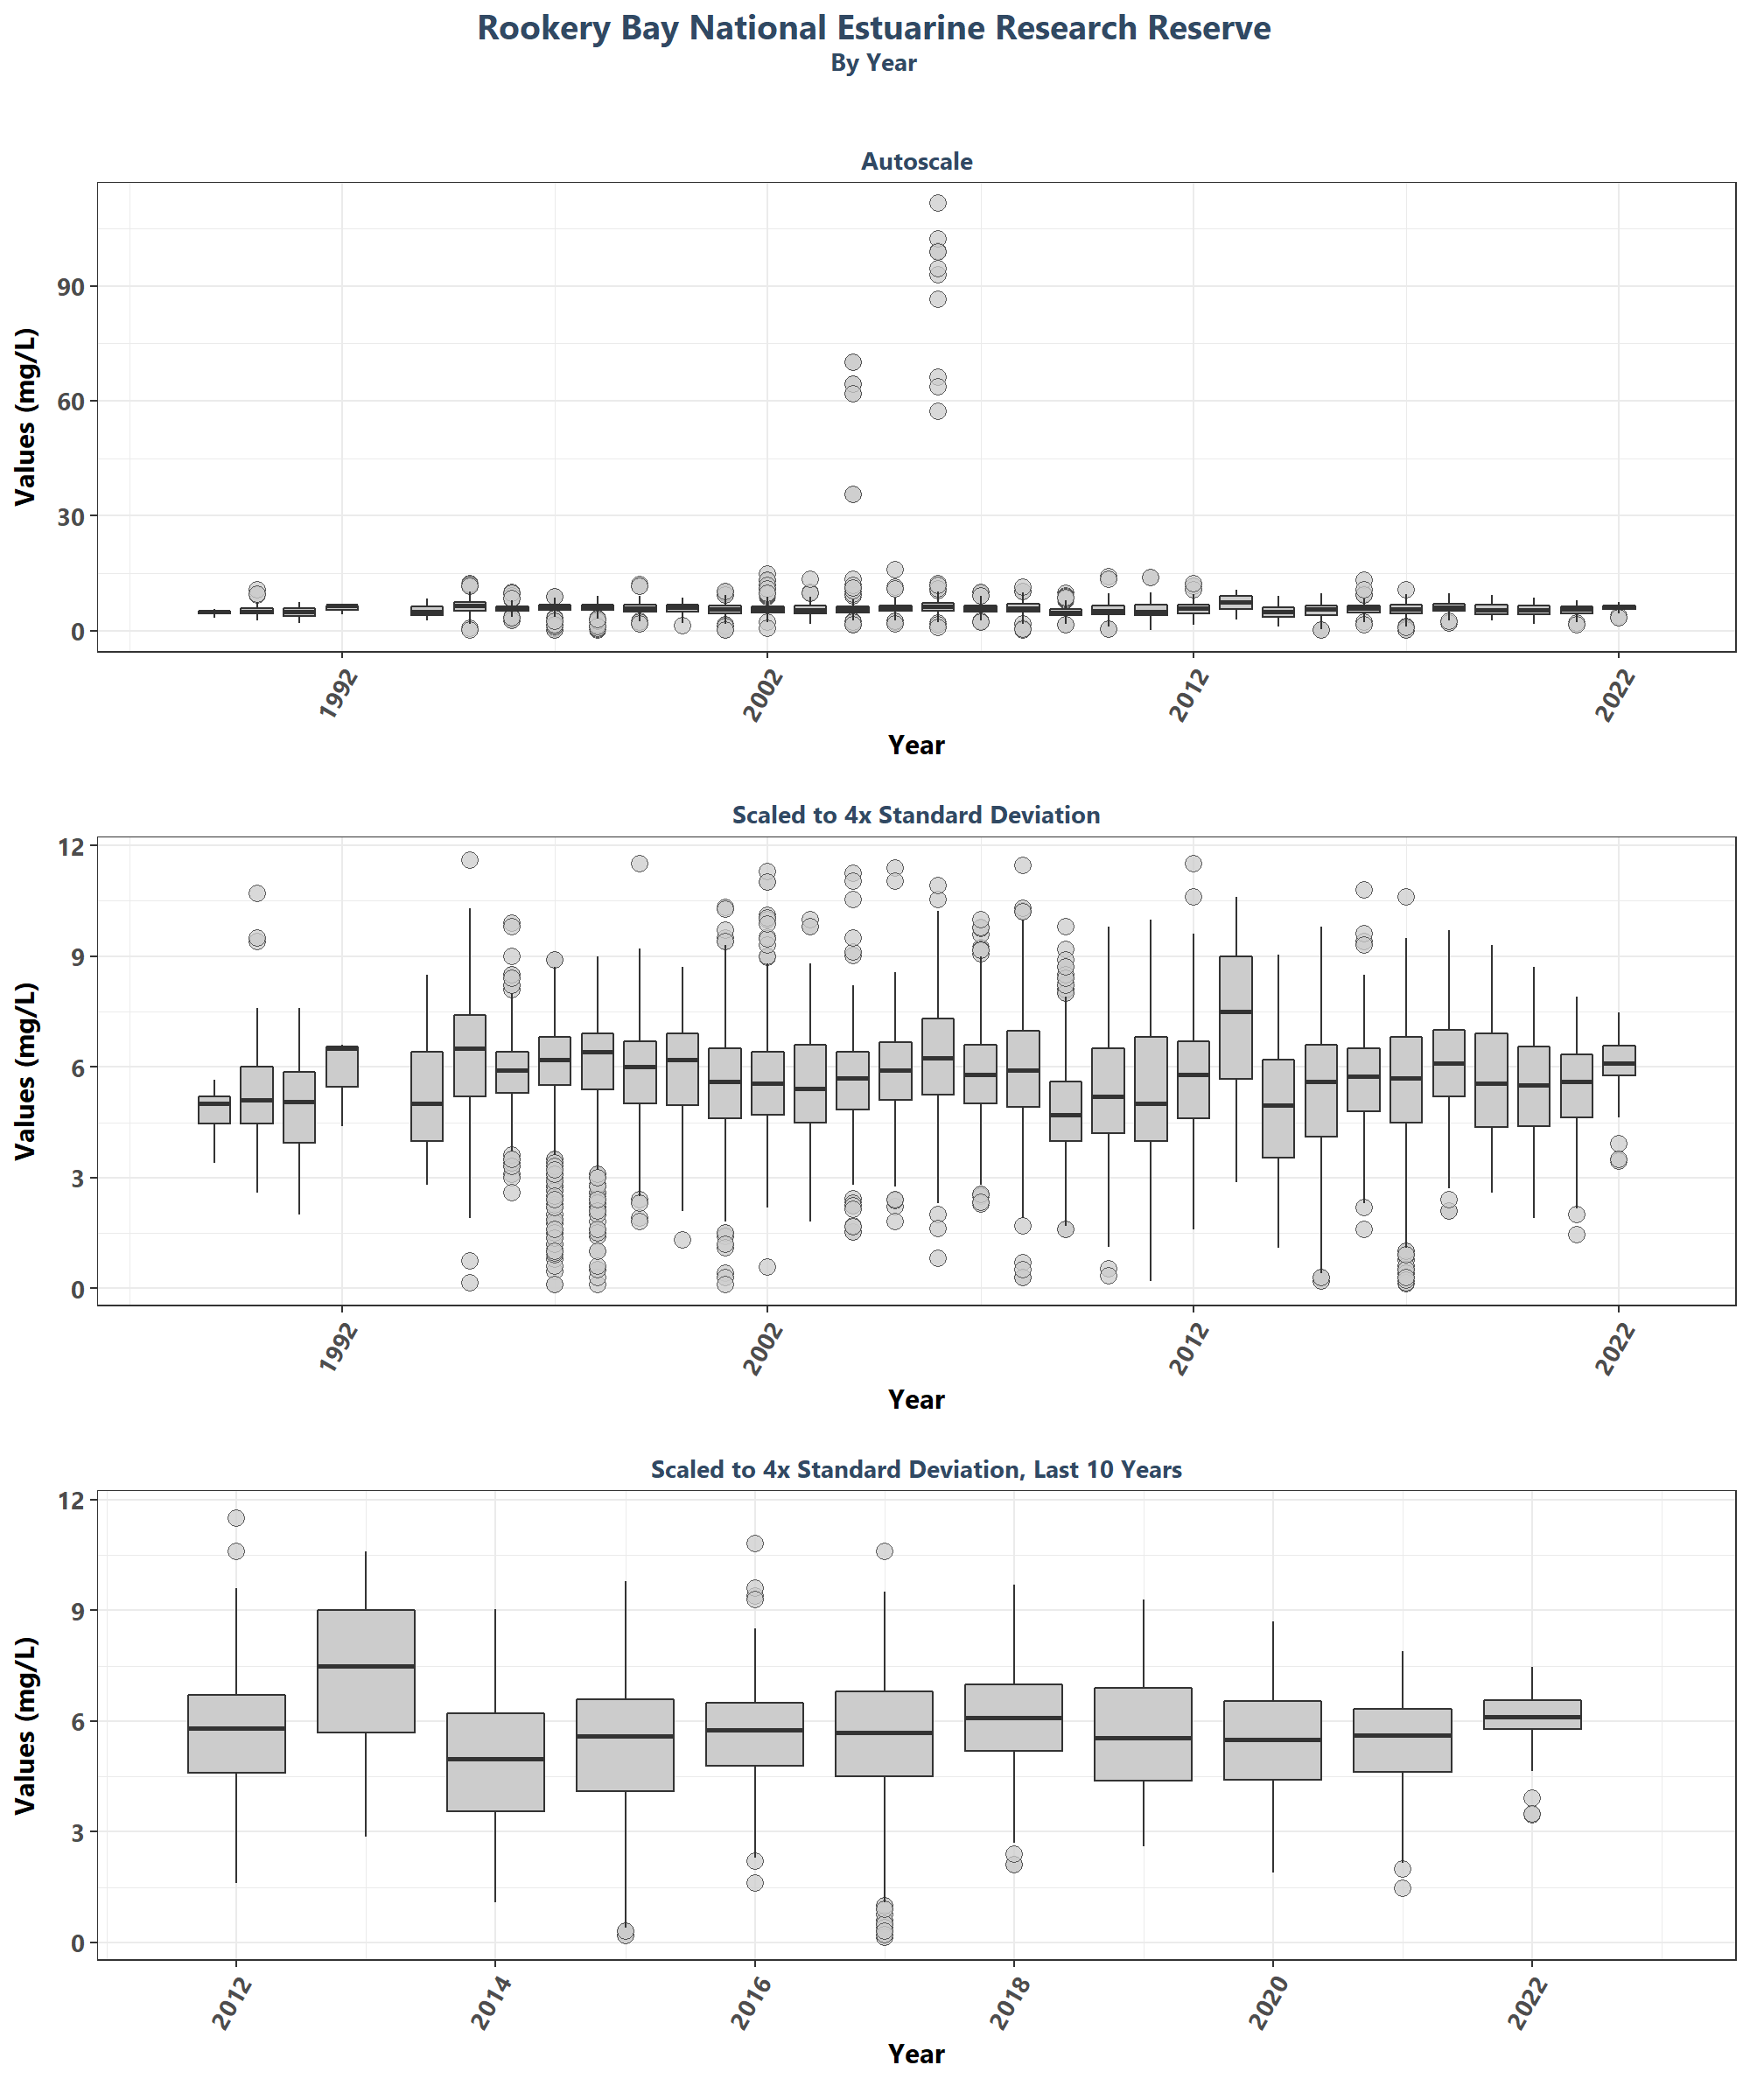 Rookery Bay National Estuarine Research Reserve
By Year
Autoscale
Values (mg/L)
90
60
30
0
1992
2002
2012
2022
Year
Scaled to 4x Standard Deviation
Values (mg/L)
12
9
6
3
0
1992
2002
2012
2022
Year
Scaled to 4x Standard Deviation, Last 10 Years
Values (mg/L)
12
9
6
3
0
2012
2014
2016
2018
2020
2022
Year